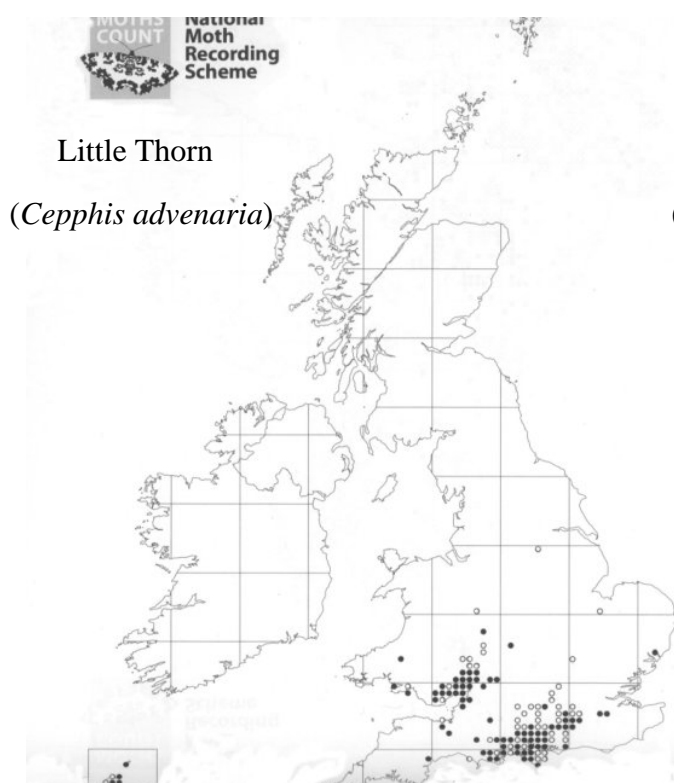 MOTHS
COUNT
National
Moth
Recording
Scheme
Little Thorn
(Cepphis advenaria)
(